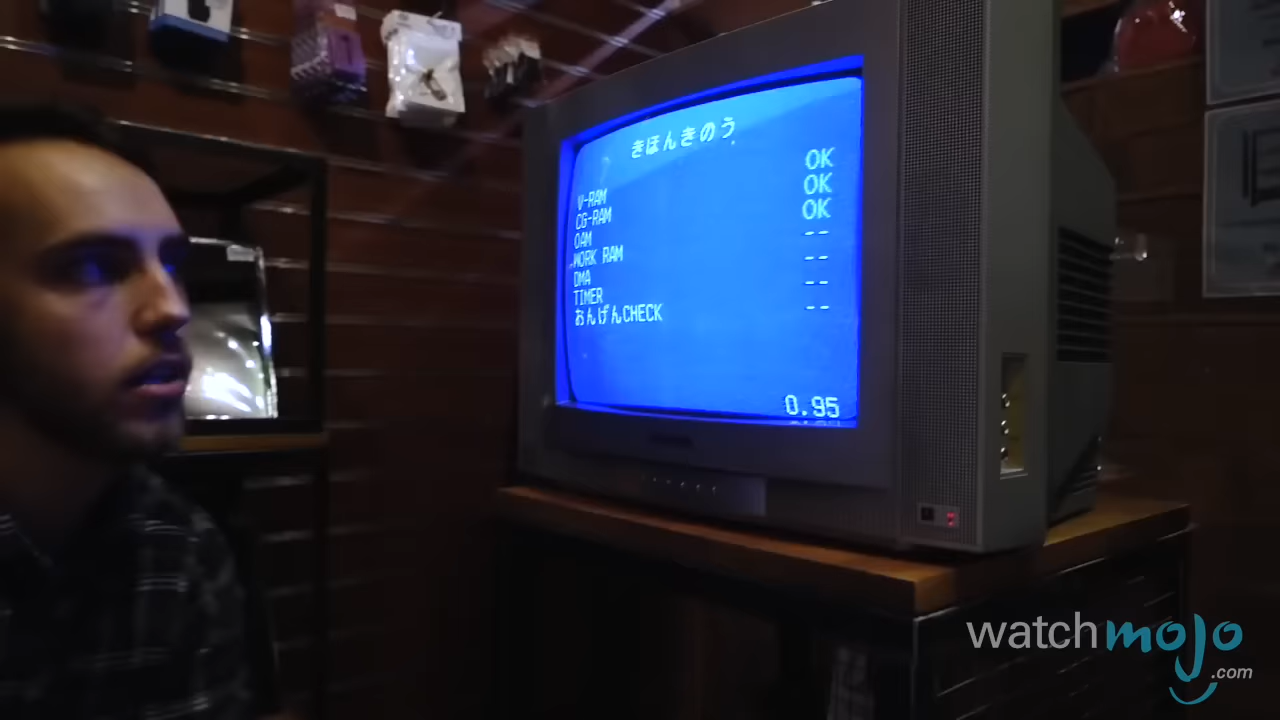 きほんきのう
V-RAM OK
CG-RAM OK
OAM OK
WORK RAM --
DMA --
TIMER --
おんげんCHECK --
0.95
watchmojo
.com